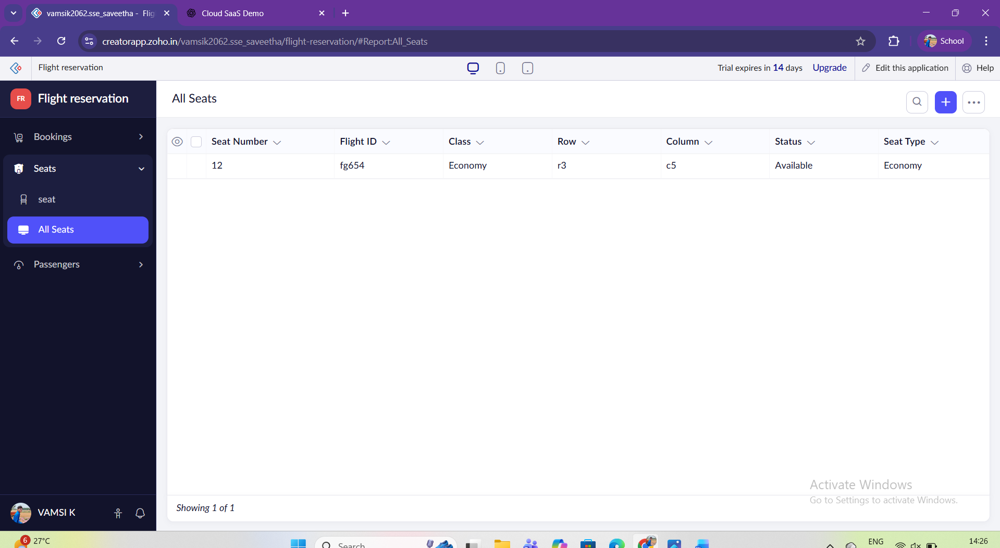 vamsik2062.sse_saveetha - Flig
Cloud SaaS Demo
creatorapp.zoho.in/vamsik2062.sse_saveetha/flight-reservation/#Report:All_Seats
School
Flight reservation
Trial expires in 14 days
Upgrade
Edit this application
Help
FR
Flight reservation
All Seats
Bookings
Seats
seat
All Seats
Passengers
Seat Number
Flight ID
Class
Row
Column
Status
Seat Type
12
fg654
Economy
r3
c5
Available
Economy
Activate Windows
Go to Settings to activate Windows.
Showing 1 of 1
VAMSI K
6
27°C
Search
ENG
14:26